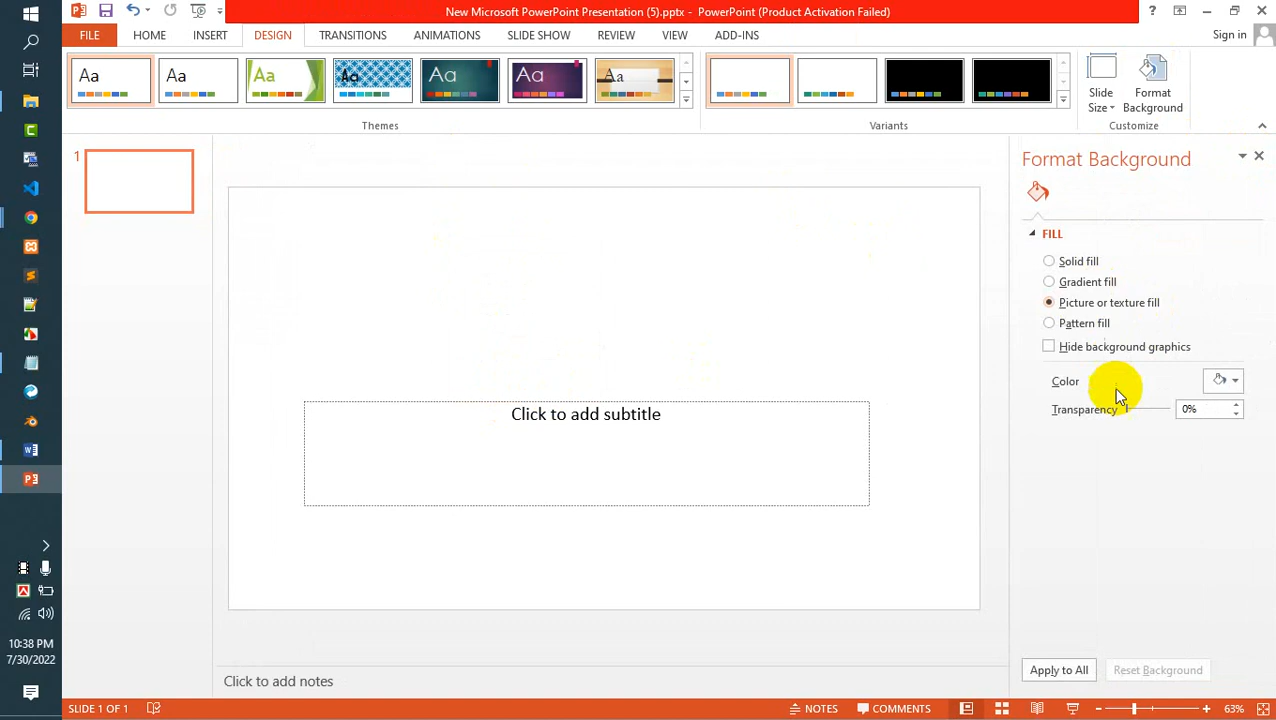 New Microsoft PowerPoint Presentation (5).pptx - PowerPoint (Product Activation Failed)
FILE HOME INSERT DESIGN TRANSITIONS ANIMATIONS SLIDE SHOW REVIEW VIEW ADD-INS Sign in
Aa Aa Aa Aa Aa Aa Aa
Slide Size
Format Background
Themes Variants Customize
Format Background
1
FILL
Solid fill
Gradient fill
Picture or texture fill
Pattern fill
Hide background graphics
Color
Transparency 0%
Click to add subtitle
10:38 PM
7/30/2022
Apply to All Reset Background
Click to add notes
SLIDE 1 OF 1 NOTES COMMENTS 63%